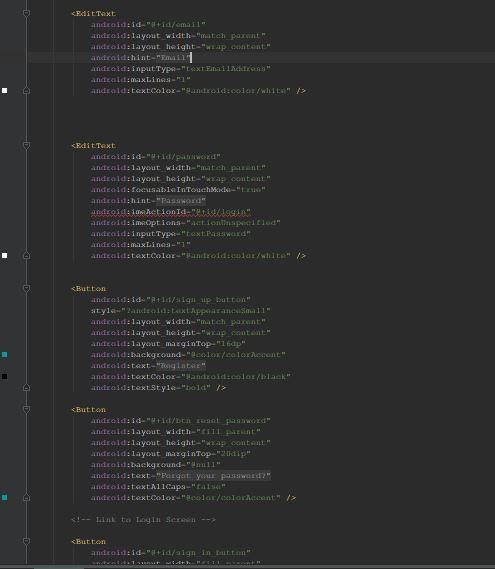 <EditText
android:id="@+id/email"
android:layout_width="match_parent"
android:layout_height="wrap_content"
android:hint="Email"
android:inputType="textEmailAddress"
android:maxLines="1"
android:textColor="@android:color/white" />
<EditText
android:id="@+id/password"
android:layout_width="match_parent"
android:layout_height="wrap_content"
android:focusableInTouchMode="true"
android:hint="Password"
android:imeActionId="@+id/login"
android:imeOptions="actionUnspecified"
android:inputType="textPassword"
android:maxLines="1"
android:textColor="@android:color/white" />
<Button
android:id="@+id/sign_up_button"
style="?android:textAppearanceSmall"
android:layout_width="match_parent"
android:layout_height="wrap_content"
android:layout_marginTop="16dp"
android:background="@color/colorAccent"
android:text="Register"
android:textColor="@android:color/black"
android:textStyle="bold" />
<Button
android:id="@+id/btn_reset_password"
android:layout_width="fill_parent"
android:layout_height="wrap_content"
android:layout_marginTop="20dip"
android:background="@null"
android:text="Forgot your password?"
android:textAllCaps="false"
android:textColor="@color/colorAccent" />
<!-- Link to Login Screen -->
<Button
android:id="@+id/sign_in_button"
android:layout_width="fill_parent"